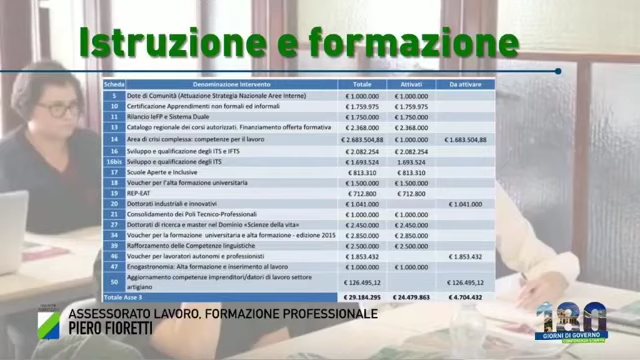 Istruzione e formazione
Scheda Denominazione Intervento Totale Attivati Da attivare
5 Dote di Comunità (Attuazione Strategia Nazionale Aree Interne) € 1.000.000 € 1.000.000
10 Certificazione Apprendimenti non formali ed informali € 1.759.975 € 1.759.975
11 Rilancio IeFP e Sistema Duale € 1.750.000 € 1.750.000
13 Catalogo regionale dei corsi autorizzati. Finanziamento offerta formativa € 2.368.000 € 2.368.000
14 Area di crisi complessa: competenze per il lavoro € 2.683.504,88 € 1.000.000 € 1.683.504,88
16 Sviluppo e qualificazione degli ITS e IFTS € 2.082.254 € 2.082.254
16bis Sviluppo e qualificazione degli ITS € 1.693.524 1.693.524
17 Scuole Aperte e Inclusive € 813.310 € 813.310
18 Voucher per l'alta formazione universitaria € 1.500.000 € 1.500.000
19 REP-EAT € 712.800 € 712.800
20 Dottorati industriali e innovativi € 1.041.000 € 1.041.000
21 Consolidamento dei Poli Tecnico-Professionali € 1.000.000 € 1.000.000
27 Dottorati di ricerca e master nel Dominio «Scienze della vita» € 2.450.000 € 2.450.000
34 Voucher per la formazione universitaria e alta formazione - edizione 2015 € 2.850.000 € 2.850.000
39 Rafforzamento delle Competenze linguistiche € 2.500.000 € 2.500.000
46 Voucher per lavoratori autonomi e professionisti € 1.853.432 € 1.853.432
47 Enogastronomia: Alta formazione e inserimento al lavoro € 1.000.000 € 1.000.000
50 Aggiornamento competenze imprenditori/datori di lavoro settore artigiano € 126.495,12 € 126.495,12
Totale Asse 3 € 29.184.295 € 24.479.863 € 4.704.432
ASSESSORATO LAVORO, FORMAZIONE PROFESSIONALE
PIERO FIORETTI
180
GIORNI DI GOVERNO